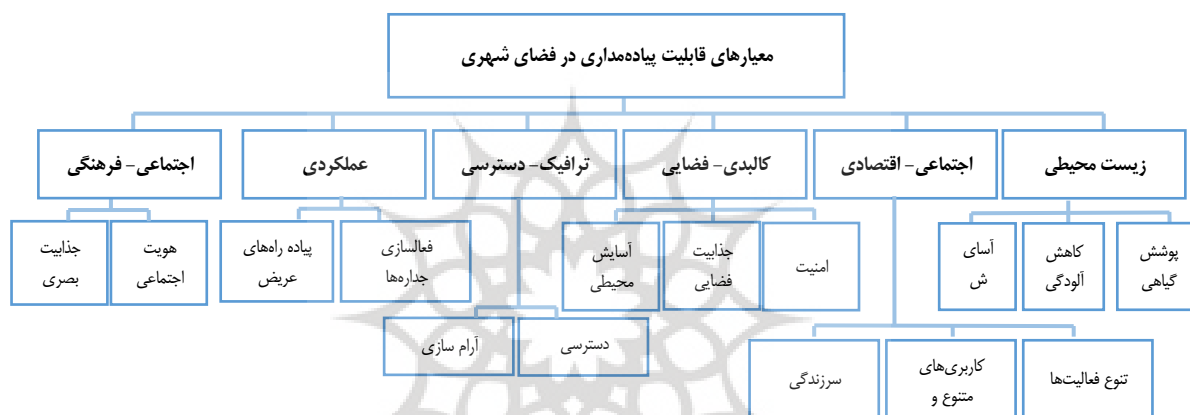 معیارهای قابلیت پیاده‌مداری در فضای شهری
زیست محیطی
اجتماعی- اقتصادی
کالبدی- فضایی
ترافیک- دسترسی
عملکردی
اجتماعی- فرهنگی
پوشش
گیاهی
کاهش
آلودگی
آسای
ش
امنیت
جذابیت
فضایی
آسایش
محیطی
فعالسازی
جداره‌ها
پیاده راه‌های
عریض
هویت
اجتماعی
جذابیت
بصری
تنوع فعالیت‌ها
کاربری‌های
متنوع و
سرزندگی
دسترسی
آرام سازی